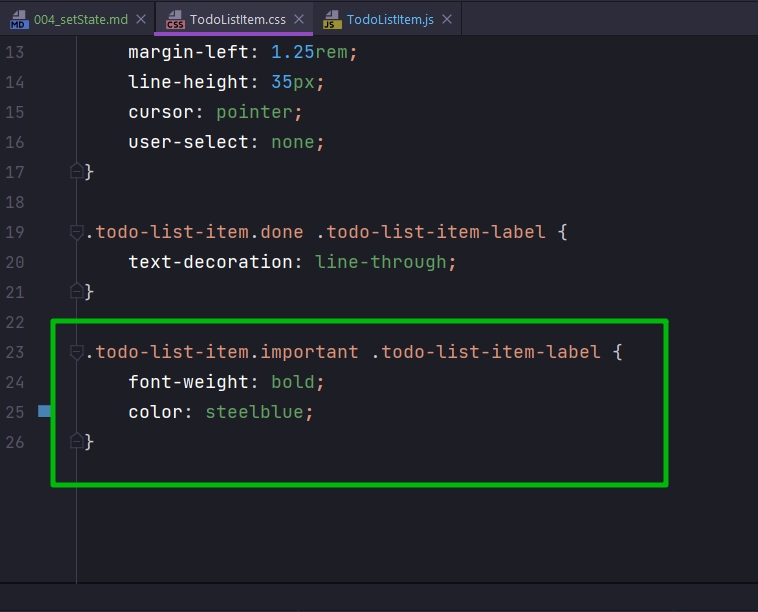 004_setState.md TodoListItem.css TodoListItem.js
MD CSS JS
13 margin-left: 1.25rem;
14 line-height: 35px;
15 cursor: pointer;
16 user-select: none;
17 }
18
19 .todo-list-item.done .todo-list-item-label {
20 text-decoration: line-through;
21 }
22
23 .todo-list-item.important .todo-list-item-label {
24 font-weight: bold;
25 color: steelblue;
26 }